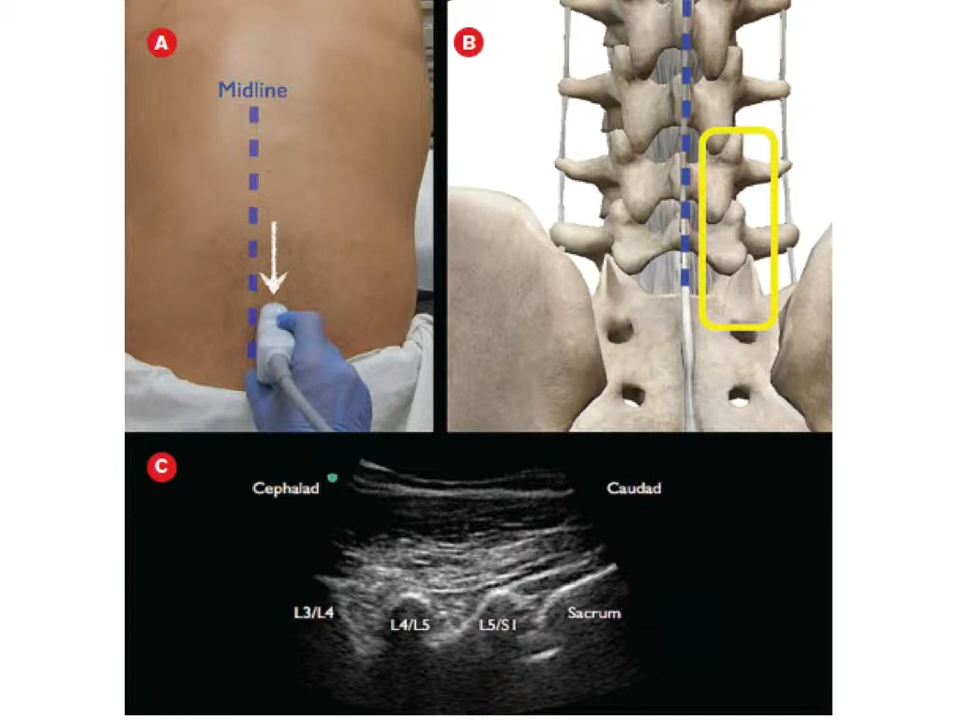 A
B
Midline
C
Cephalad
Caudad
L3/L4
L4/L5
L5/S1
Sacrum